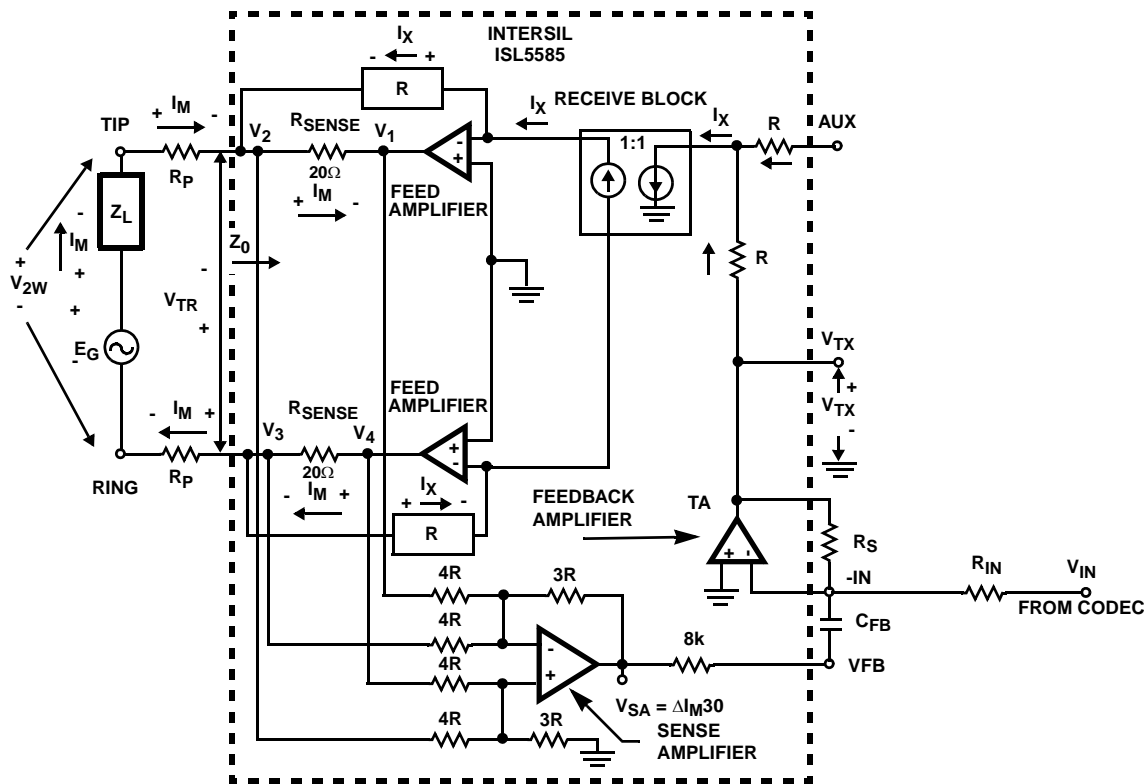 INTERSIL
ISL5585
I_X
- +
R
I_X
RECEIVE BLOCK
I_X
R
AUX
1:1
TIP
+ I_M -
R_P
V_2
R_SENSE
20Ω
+ I_M -
V_1
-
+
FEED
AMPLIFIER
Z_L
-
I_M
+
+
V_2W
-
+
E_G
-
Z_0
-
V_TR
+
R
V_TX
+
V_TX
-
FEED
AMPLIFIER
- I_M +
R_P
RING
V_3
R_SENSE
20Ω
- I_M +
V_4
+
-
I_X
+ -
R
FEEDBACK
AMPLIFIER
TA
+ -
R_S
-IN
R_IN
V_IN
FROM CODEC
C_FB
VFB
4R
3R
4R
4R
4R
3R
-
+
8k
V_SA = ΔI_M30
SENSE
AMPLIFIER